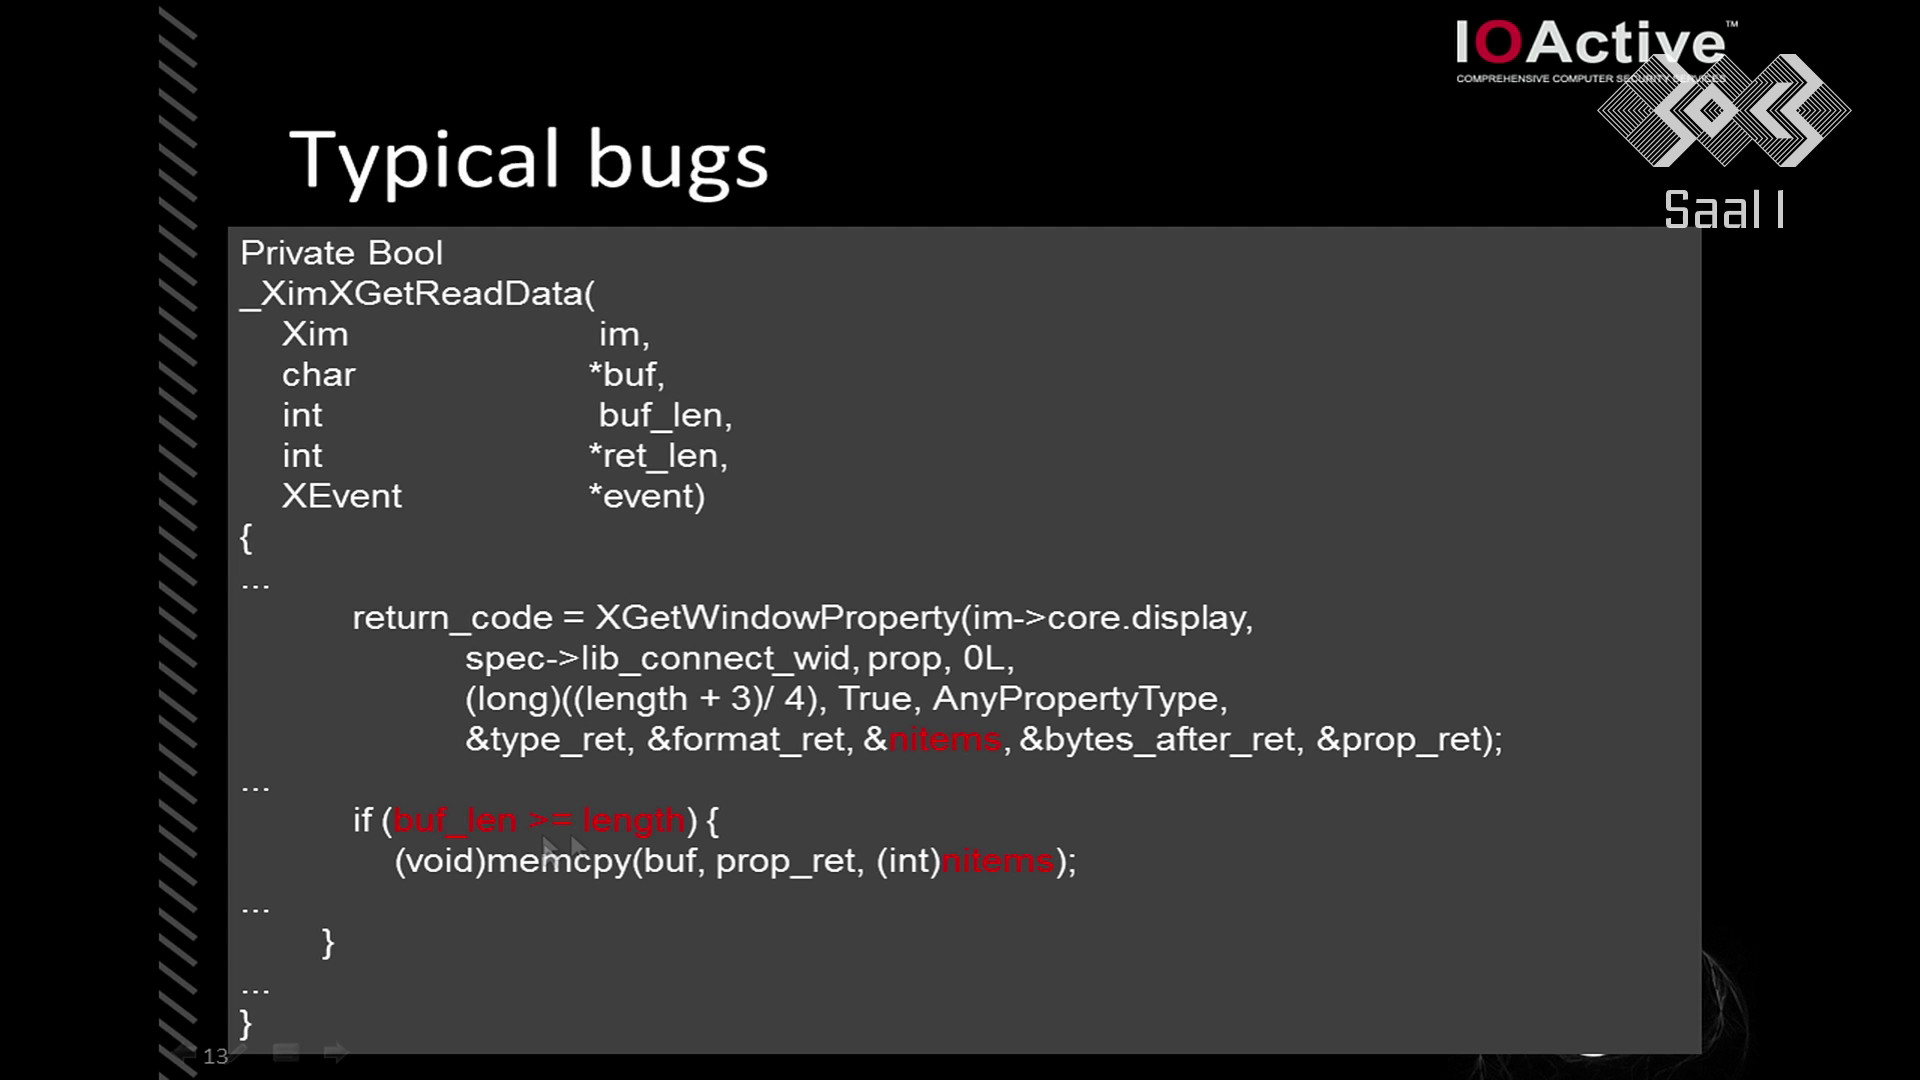 IOActive™
COMPREHENSIVE COMPUTER SECURITY SERVICES
Saal 1
Typical bugs
Private Bool
_XimXGetReadData(
Xim im,
char *buf,
int buf_len,
int *ret_len,
XEvent *event)
{
...
return_code = XGetWindowProperty(im->core.display,
spec->lib_connect_wid, prop, 0L,
(long)((length + 3)/ 4), True, AnyPropertyType,
&type_ret, &format_ret, &nitems, &bytes_after_ret, &prop_ret);
...
if (buf_len >= length) {
(void)memcpy(buf, prop_ret, (int)nitems);
...
}
...
}
13